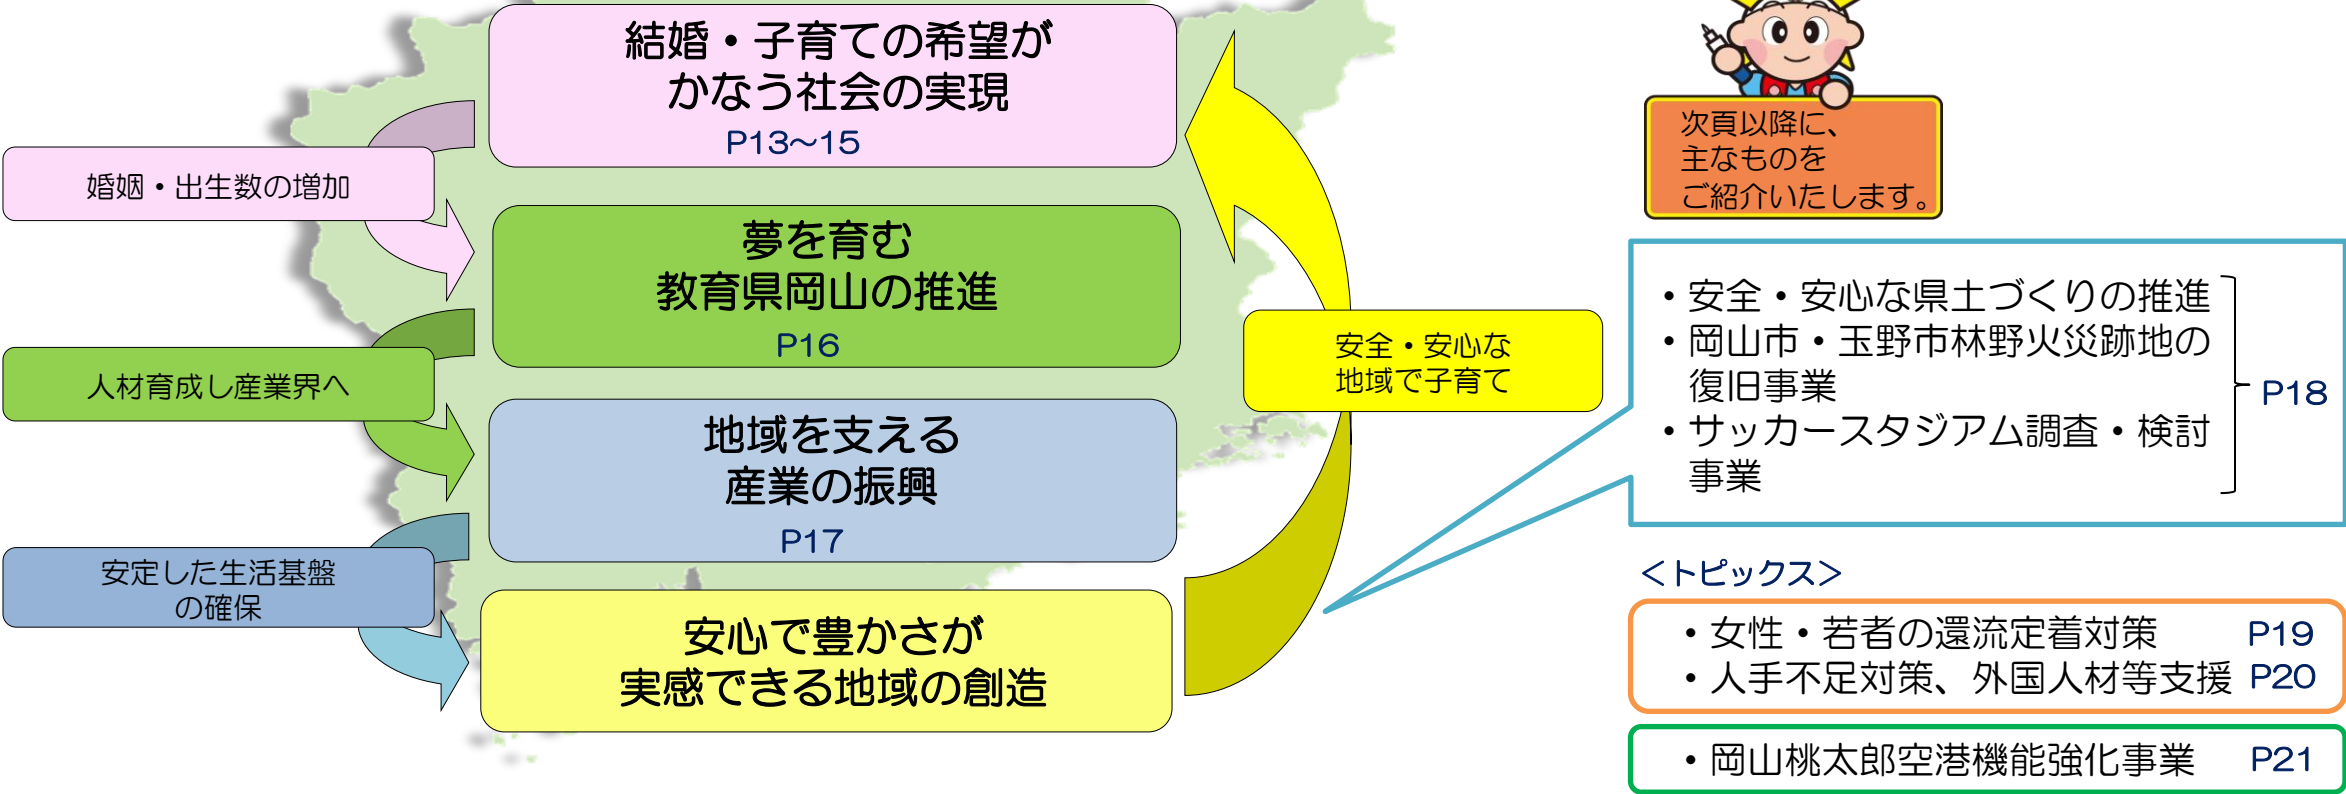 結婚・子育ての希望が
かなう社会の実現
P13～15
婚姻・出生数の増加
夢を育む
教育県岡山の推進
P16
人材育成し産業界へ
地域を支える
産業の振興
P17
安定した生活基盤
の確保
安心で豊かさが
実感できる地域の創造
安全・安心な
地域で子育て
次頁以降に、
主なものを
ご紹介いたします。
・安全・安心な県土づくりの推進
・岡山市・玉野市林野火災跡地の
復旧事業
・サッカースタジアム調査・検討
事業
P18
＜トピックス＞
・女性・若者の還流定着対策 P19
・人手不足対策、外国人材等支援 P20
・岡山桃太郎空港機能強化事業 P21